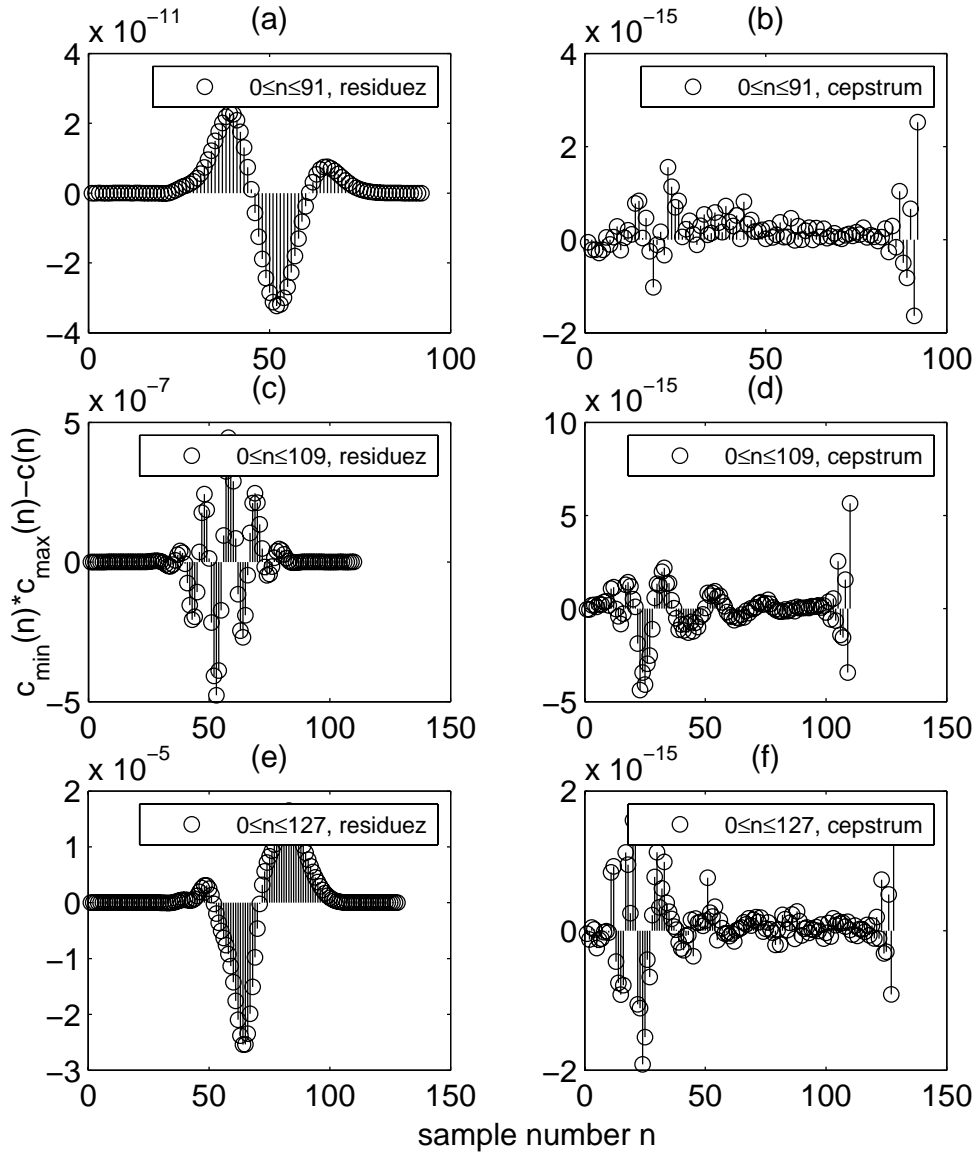 (a)
x 10^−11
0≤n≤91, residuez
4
2
0
−2
−4
0
50
100
(b)
x 10^−15
0≤n≤91, cepstrum
4
2
0
−2
0
50
100
(c)
x 10^−7
0≤n≤109, residuez
5
0
−5
0
50
100
150
(d)
x 10^−15
0≤n≤109, cepstrum
10
5
0
−5
0
50
100
150
(e)
x 10^−5
0≤n≤127, residuez
2
1
0
−1
−2
−3
0
50
100
150
(f)
x 10^−15
0≤n≤127, cepstrum
2
0
−2
0
50
100
150
c_min(n)*c_max(n)−c(n)
sample number n